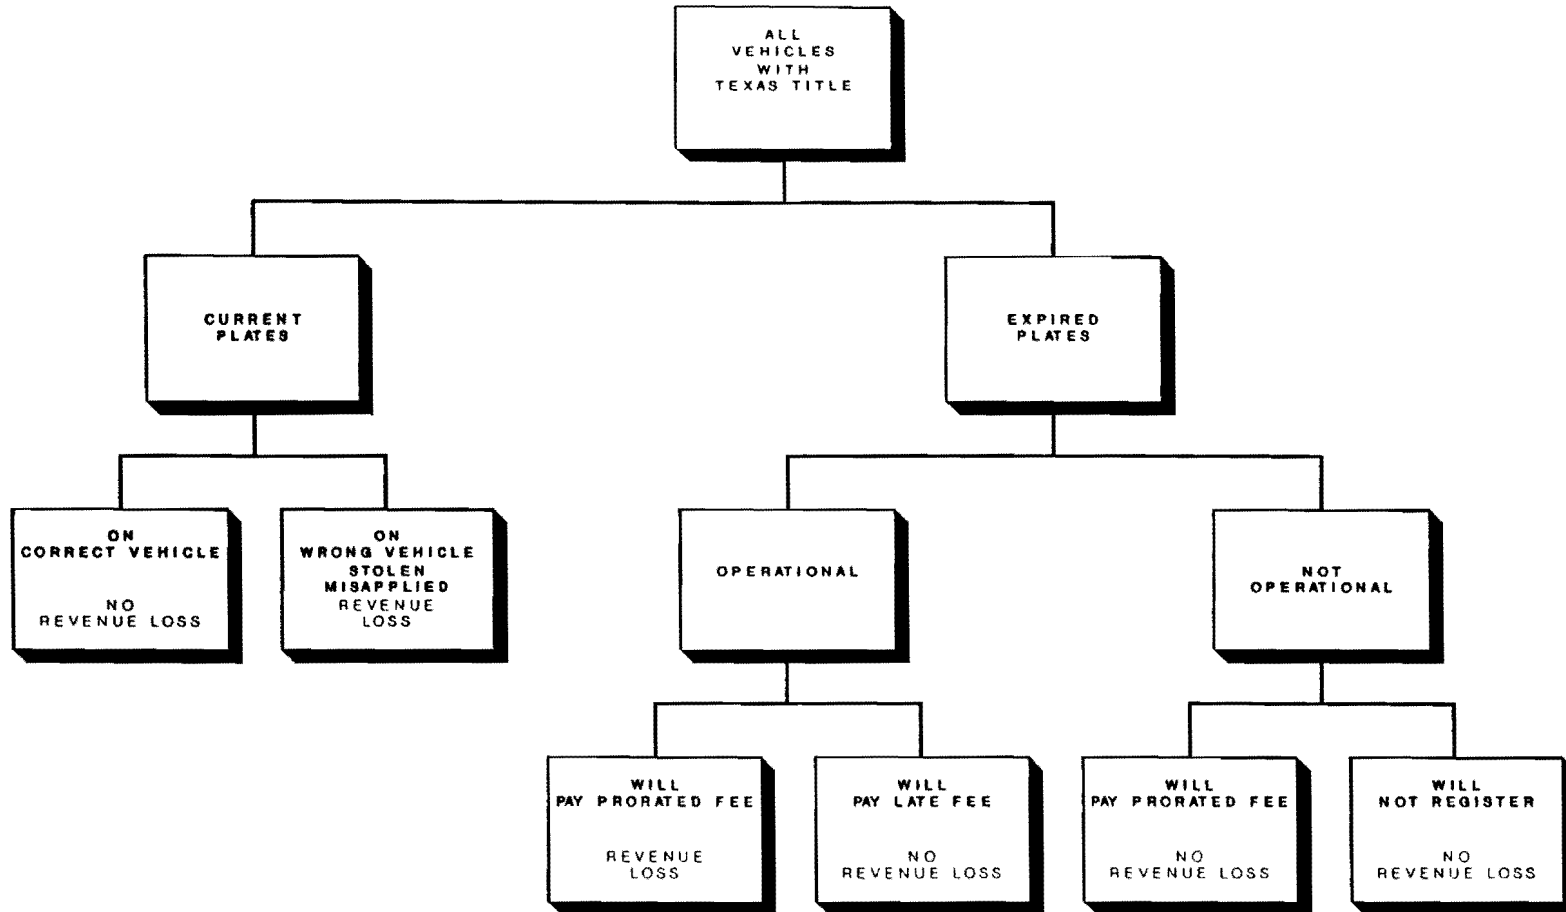 ALL
VEHICLES
WITH
TEXAS TITLE
CURRENT
PLATES
EXPIRED
PLATES
ON
CORRECT VEHICLE
NO
REVENUE LOSS
ON
WRONG VEHICLE
STOLEN
MISAPPLIED
REVENUE
LOSS
OPERATIONAL
NOT
OPERATIONAL
WILL
PAY PRORATED FEE
REVENUE
LOSS
WILL
PAY LATE FEE
NO
REVENUE LOSS
WILL
PAY PRORATED FEE
NO
REVENUE LOSS
WILL
NOT REGISTER
NO
REVENUE LOSS